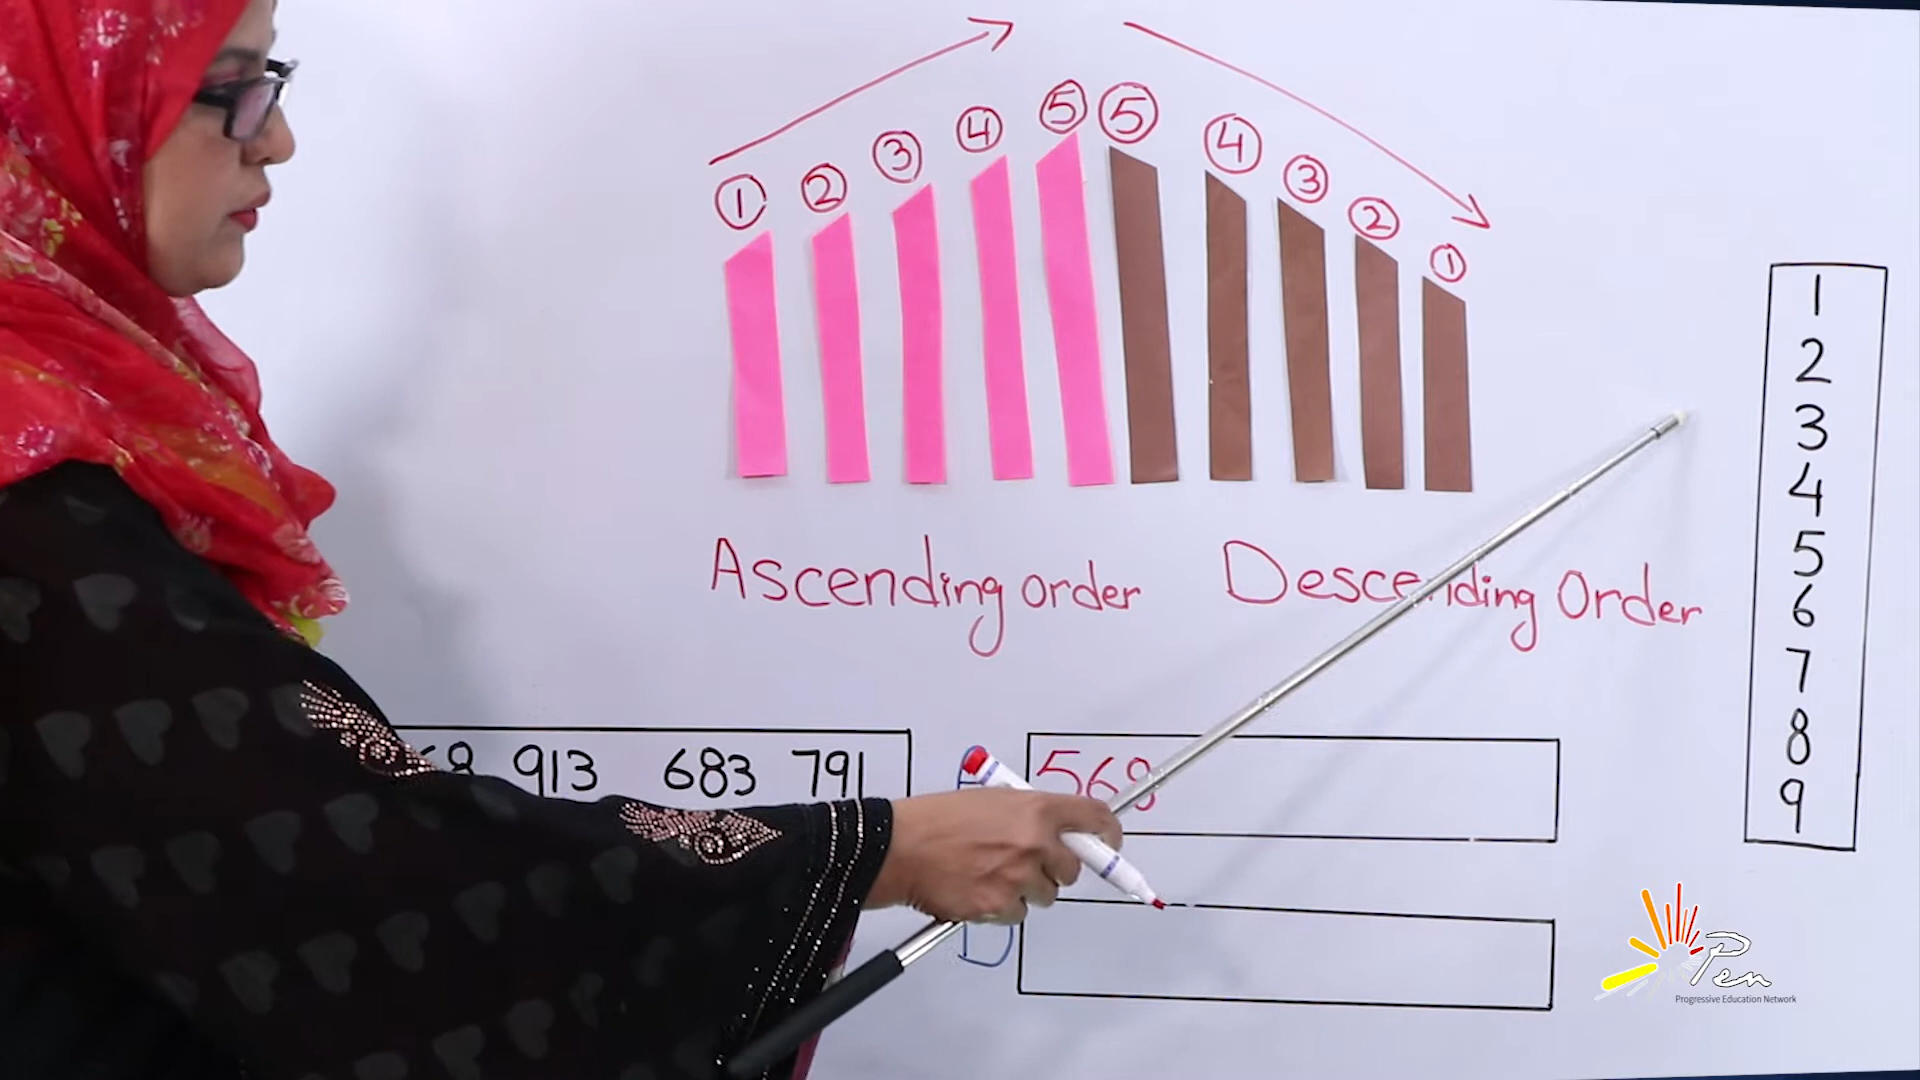 1 2 3 4 5 5 4 3 2 1
Ascending order Descending Order
1
2
3
4
5
6
7
8
9
913 683 791
568
D
Pen
Progressive Education Network